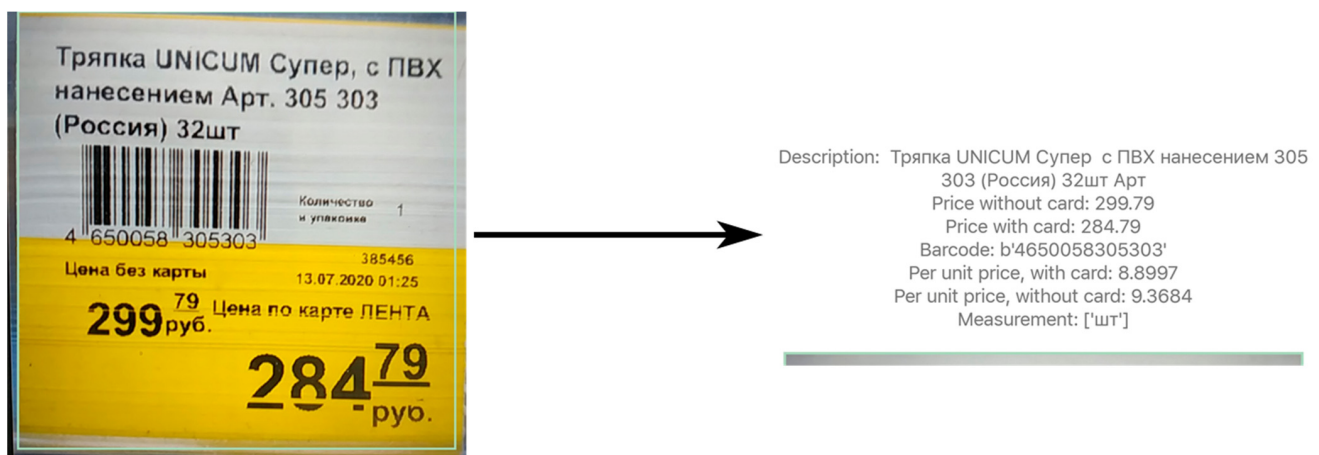 Тряпка UNICUM Супер, с ПВХ
нанесением Арт. 305 303
(Россия) 32шт
Количество
и упаковке 1
4 650058 305303
385456
Цена без карты
13.07.2020 01:25
299 79 руб.
Цена по карте ЛЕНТА
284 79
руб.
Description: Тряпка UNICUM Супер с ПВХ нанесением 305
303 (Россия) 32шт Арт
Price without card: 299.79
Price with card: 284.79
Barcode: b'4650058305303'
Per unit price, with card: 8.8997
Per unit price, without card: 9.3684
Measurement: ['шт']